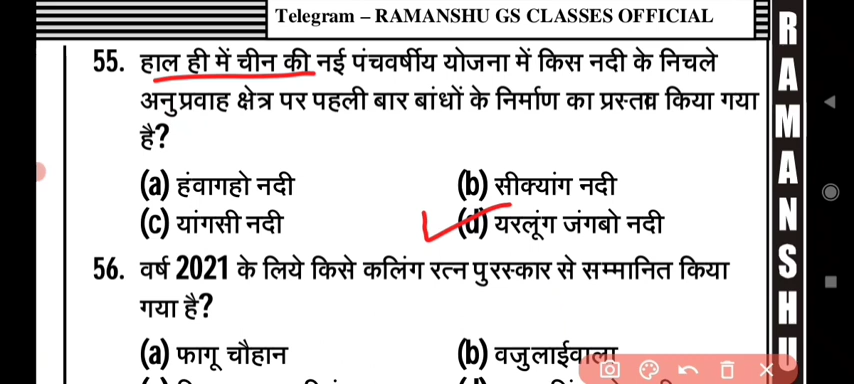 Telegram – RAMANSHU GS CLASSES OFFICIAL
55. हाल ही में चीन की नई पंचवर्षीय योजना में किस नदी के निचले
अनुप्रवाह क्षेत्र पर पहली बार बांधों के निर्माण का प्रस्ताव किया गया
है?
(a) हंवागहो नदी
(b) सीक्यांग नदी
(c) यांगसी नदी
(d) यरलूंग जंगबो नदी
56. वर्ष 2021 के लिये किसे कलिंग रत्न पुरस्कार से सम्मानित किया
गया है?
(a) फागू चौहान
(b) वजुलाईवाला
RAMANSHU